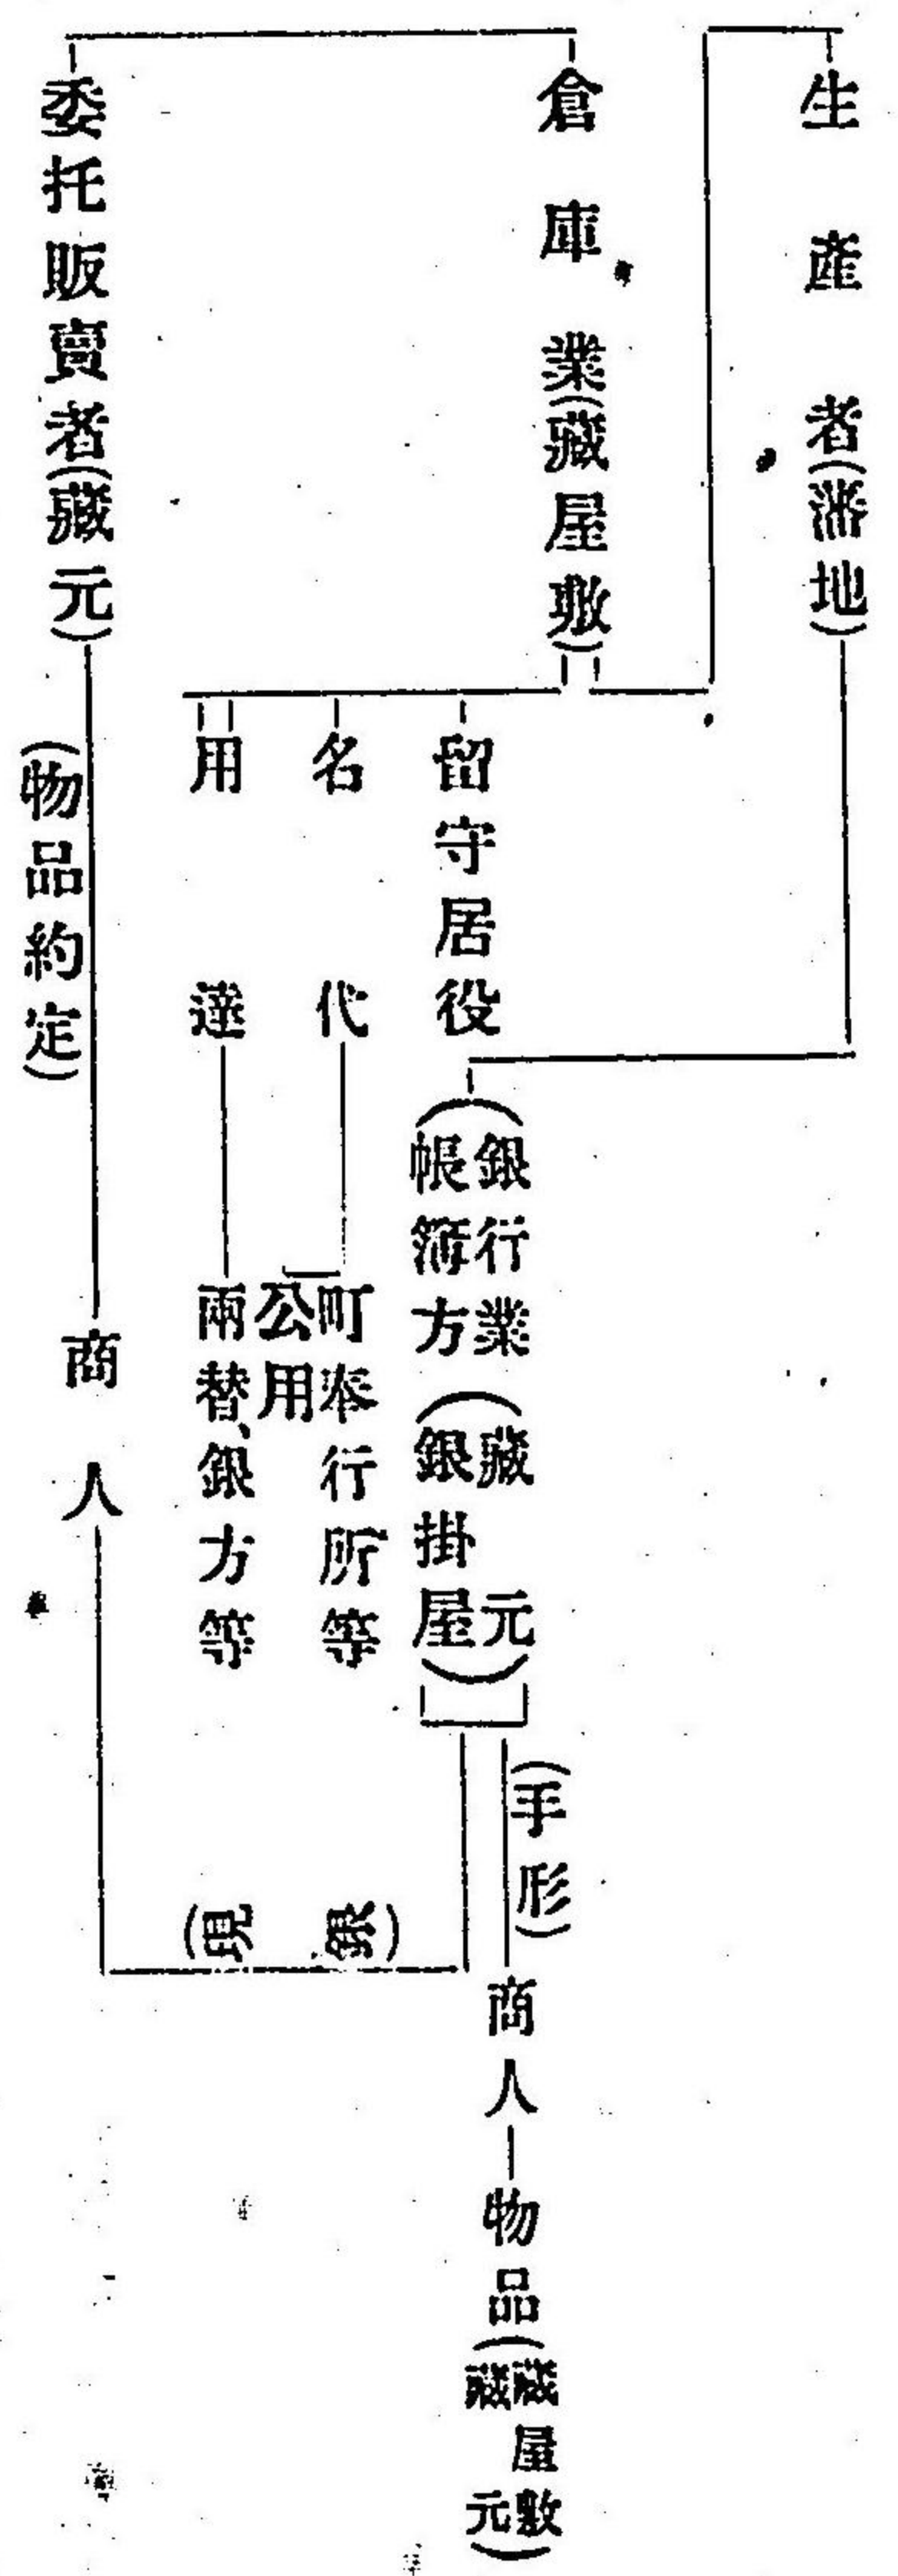 生產者(藩地)
倉庫業(藏屋敷)
留守居役
(銀行業(藏元
帳簿方(銀掛屋)
(手形)
商人
物品(藏屋敷
藏元)
名代
町奉行所等
公用
用達
兩替、銀方等
(現銀)
委托販賣者(藏元)
(物品約定)
商人